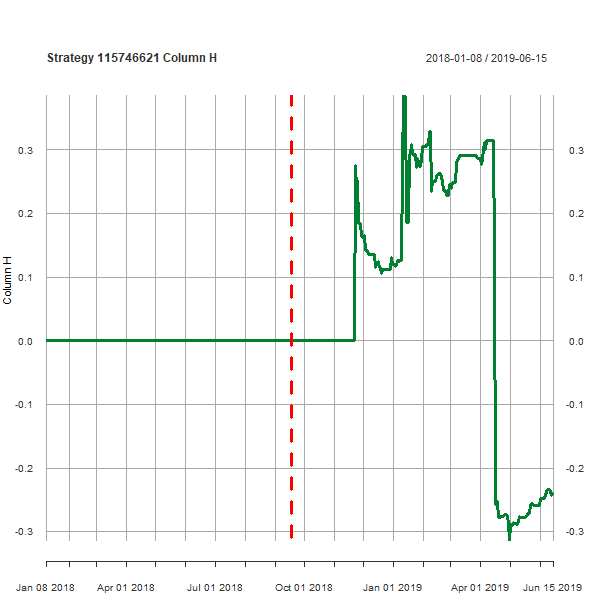 Strategy 115746621 Column H 2018-01-08 / 2019-06-15
0.3 0.3
0.2 0.2
0.1 0.1
Column H
0.0 0.0
-0.1 -0.1
-0.2 -0.2
-0.3 -0.3
Jan 08 2018 Apr 01 2018 Jul 01 2018 Oct 01 2018 Jan 01 2019 Apr 01 2019 Jun 15 2019